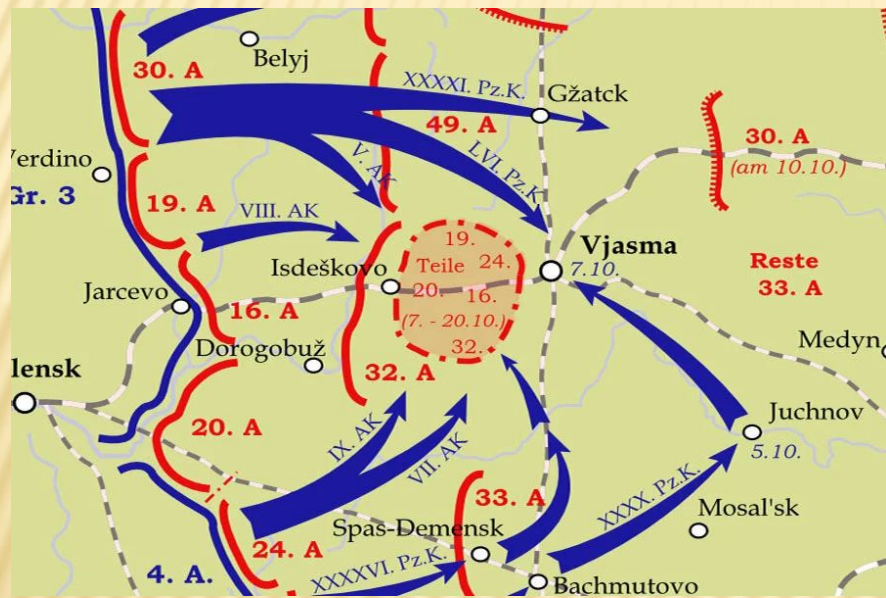 Belyj
30. A
XXXXI. Pz.K.
Gžatck
49. A
30. A
(am 10.10.)
V. AK
LVI. Pz.K
Gr. 3
19. A
VIII. AK
19.
Teile 24.
20. 16.
(7. - 20.10.)
32.
Isdeškovo
Vjasma
7.10.
Reste
33. A
Jarcevo
16. A
Dorogobuž
32. A
Medyn
lensk
20. A
IX. AK
VII. AK
Juchnov
5.10.
33. A
XXXX. Pz.K.
Mosal'sk
Spas-Demensk
24. A
4. A.
XXXXVI. Pz.K.
Bachmutovo